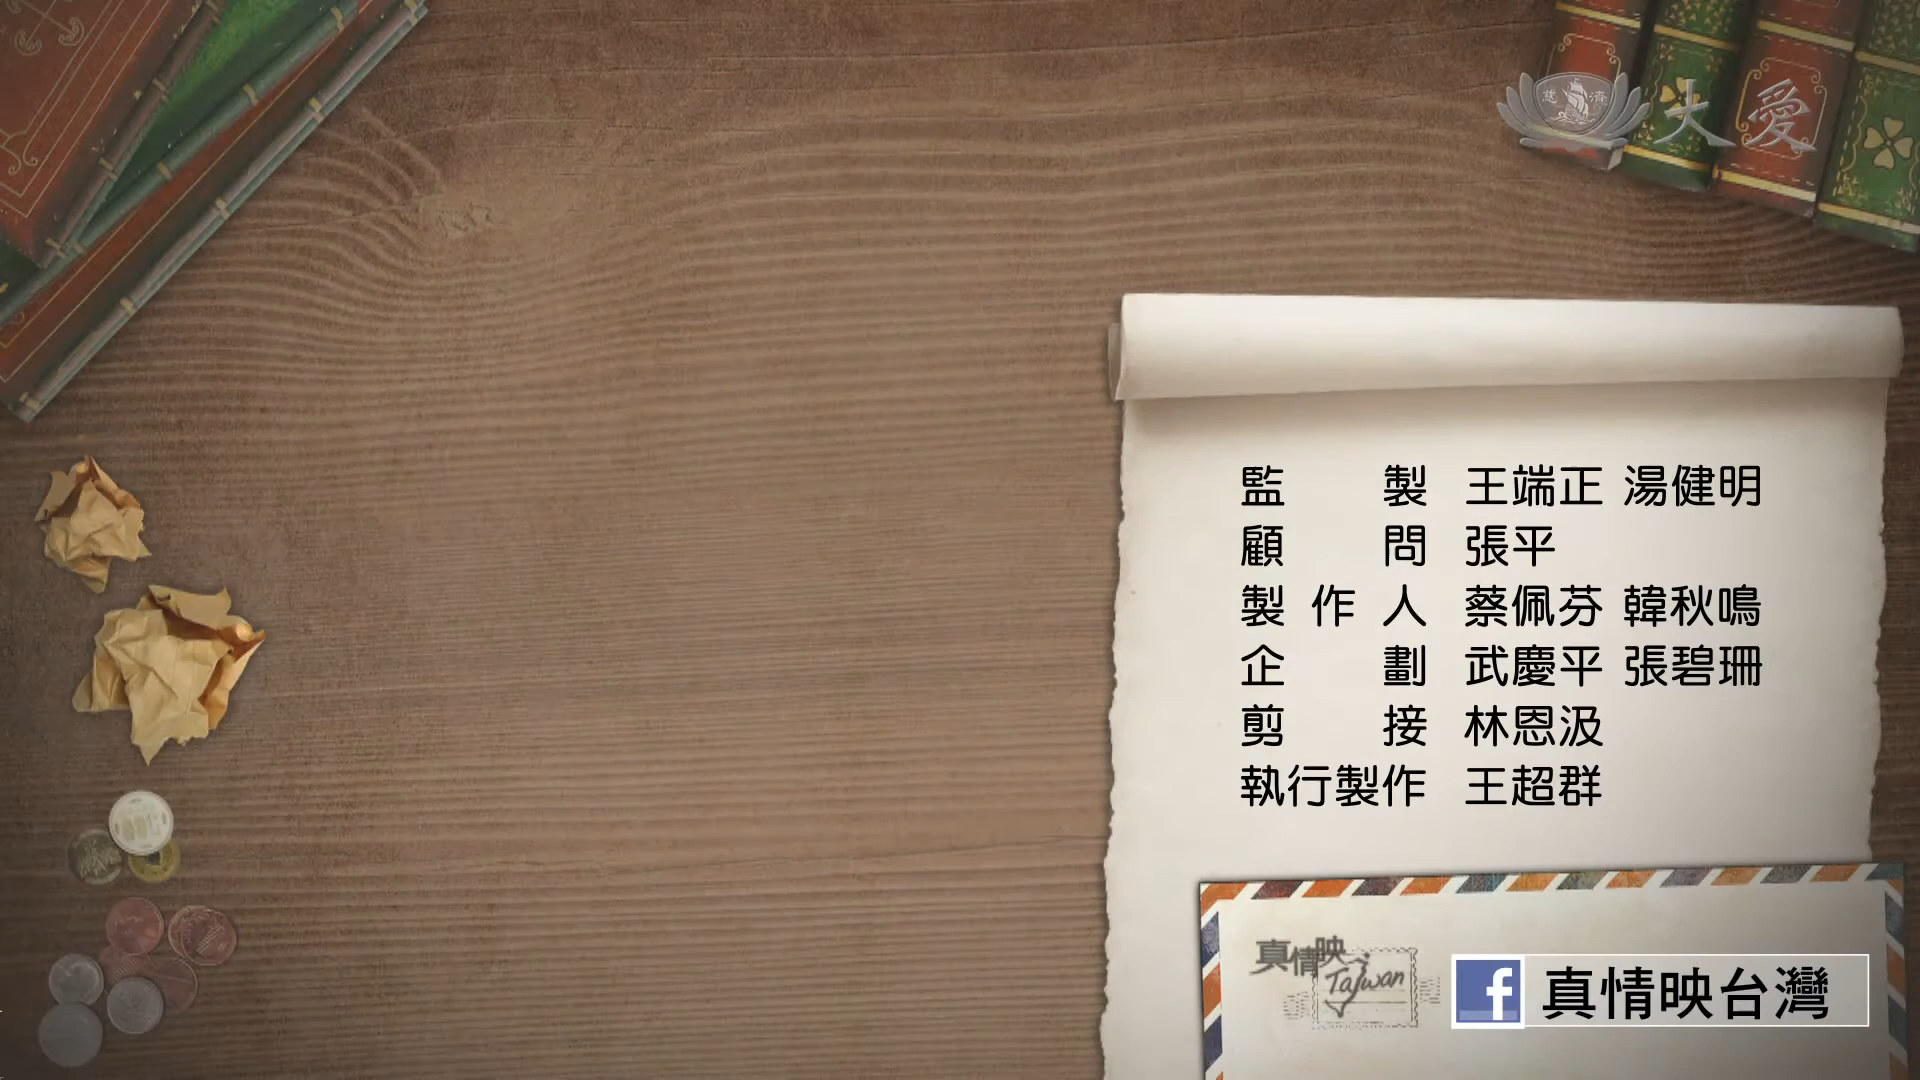 慈濟
大愛
監製 王端正 湯健明
顧問 張平
製作人 蔡佩芬 韓秋鳴
企劃 武慶平 張碧珊
剪接 林恩汲
執行製作 王超群
真情映
Taiwan
f 真情映台灣